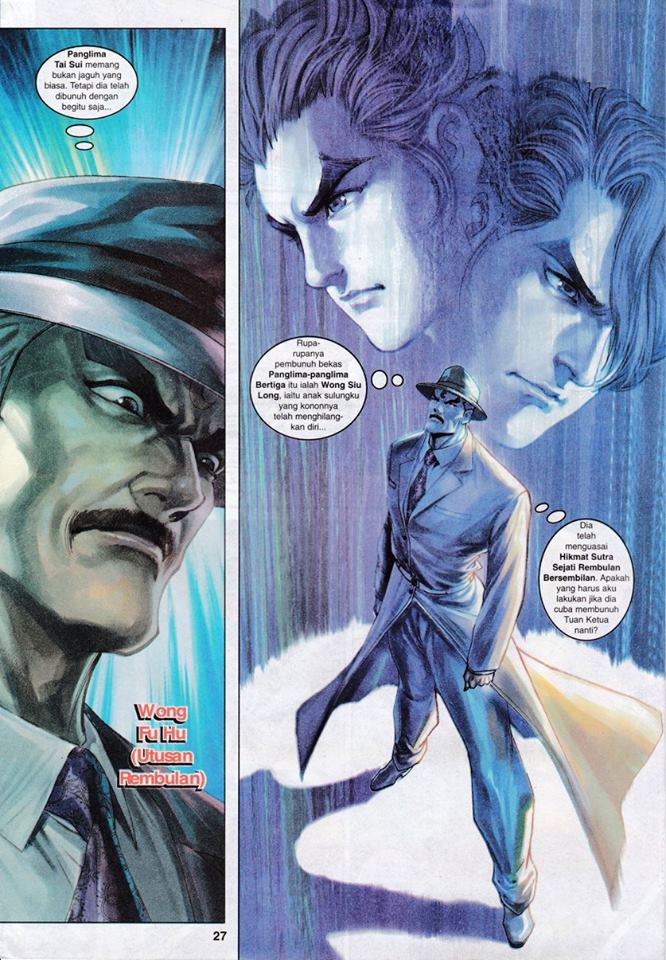 Panglima
Tai Sui memang
bukan jaguh yang
biasa. Tetapi dia telah
dibunuh dengan
begitu saja...
Wong
Fu Hu
(Utusan
Rembulan)
Rupa-
rupanya
pembunuh bekas
Panglima-panglima
Bertiga itu ialah Wong Siu
Long, iaitu anak sulungku
yang kononnya
telah menghilang-
kan diri...
Dia
telah
menguasai
Hikmat Sutra
Sejati Rembulan
Bersembilan. Apakah
yang harus aku
lakukan jika dia
cuba membunuh
Tuan Ketua
nanti?
27